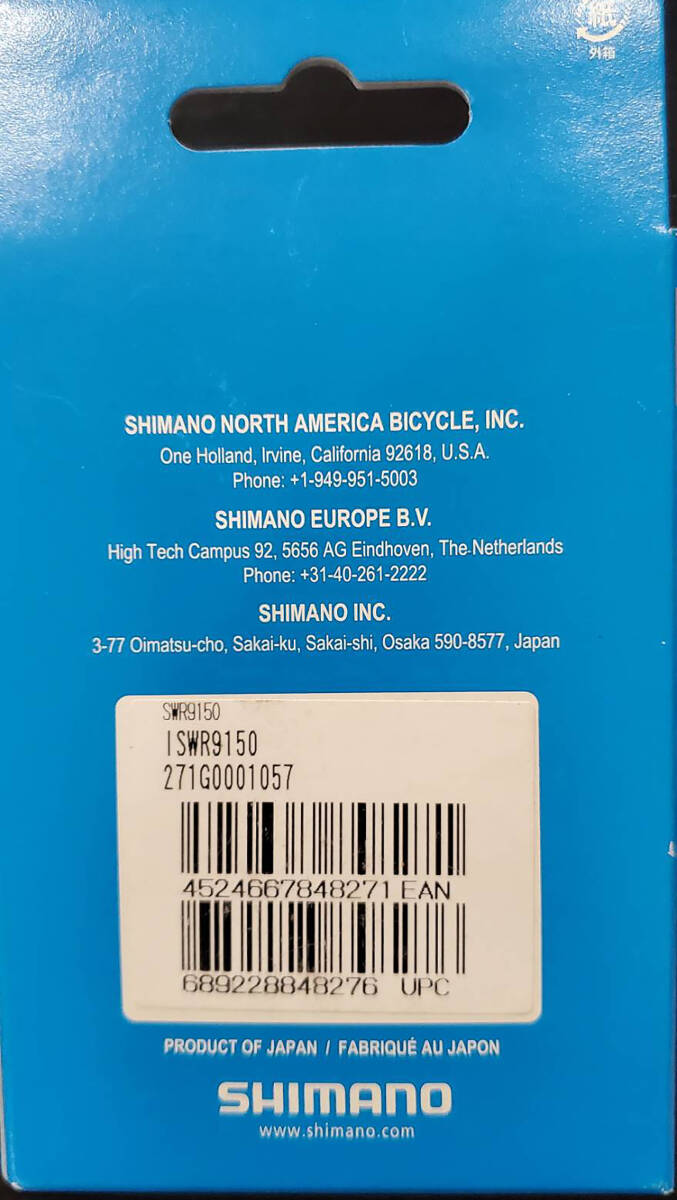 紙
外箱
SHIMANO NORTH AMERICA BICYCLE, INC.
One Holland, Irvine, California 92618, U.S.A.
Phone: +1-949-951-5003
SHIMANO EUROPE B.V.
High Tech Campus 92, 5656 AG Eindhoven, The Netherlands
Phone: +31-40-261-2222
SHIMANO INC.
3-77 Oimatsu-cho, Sakai-ku, Sakai-shi, Osaka 590-8577, Japan
SWR9150
ISWR9150
271G0001057
4524667848271 EAN
689228848276 UPC
PRODUCT OF JAPAN / FABRIQUÉ AU JAPON
SHIMANO
www.shimano.com